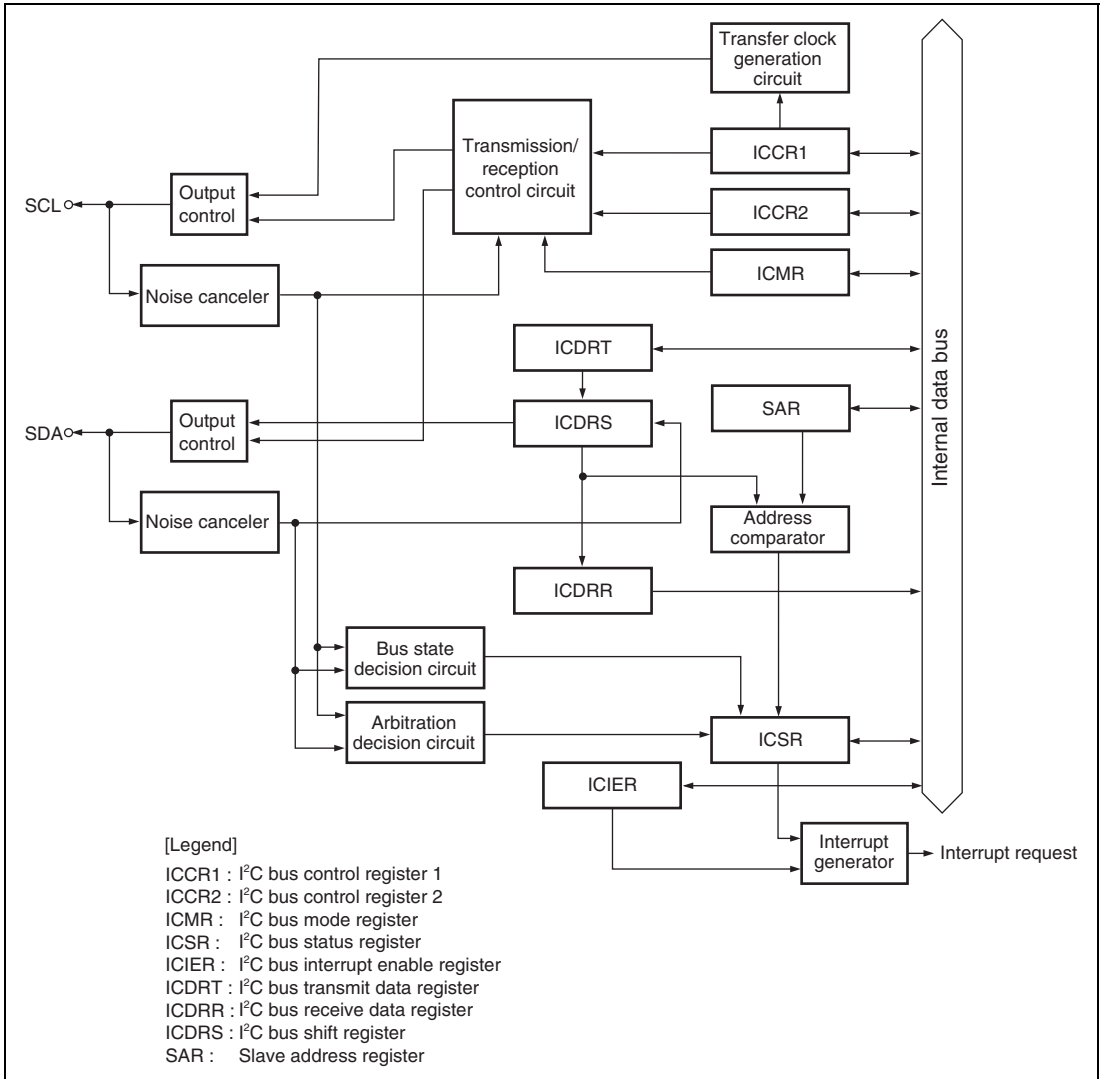 Transfer clock
generation
circuit
Transmission/
reception
control circuit
ICCR1
SCL
Output
control
ICCR2
Noise canceler
ICMR
ICDRT
Internal data bus
SDA
Output
control
ICDRS
SAR
Noise canceler
Address
comparator
ICDRR
Bus state
decision circuit
Arbitration
decision circuit
ICSR
ICIER
Interrupt
generator
Interrupt request
[Legend]
ICCR1 : I²C bus control register 1
ICCR2 : I²C bus control register 2
ICMR : I²C bus mode register
ICSR : I²C bus status register
ICIER : I²C bus interrupt enable register
ICDRT : I²C bus transmit data register
ICDRR : I²C bus receive data register
ICDRS : I²C bus shift register
SAR : Slave address register